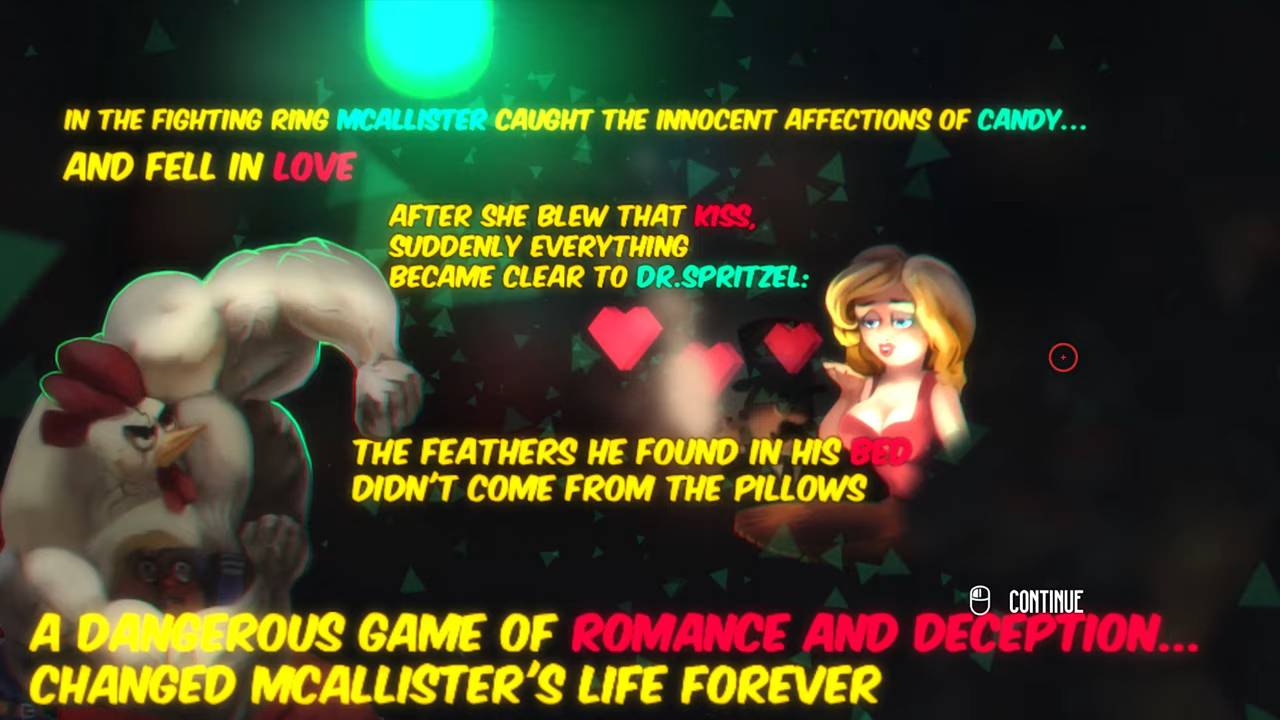 IN THE FIGHTING RING MCALLISTER CAUGHT THE INNOCENT AFFECTIONS OF CANDY...
AND FELL IN LOVE
AFTER SHE BLEW THAT KISS,
SUDDENLY EVERYTHING
BECAME CLEAR TO DR.SPRITZEL:
THE FEATHERS HE FOUND IN HIS BED
DIDN'T COME FROM THE PILLOWS
CONTINUE
A DANGEROUS GAME OF ROMANCE AND DECEPTION...
CHANGED MCALLISTER'S LIFE FOREVER